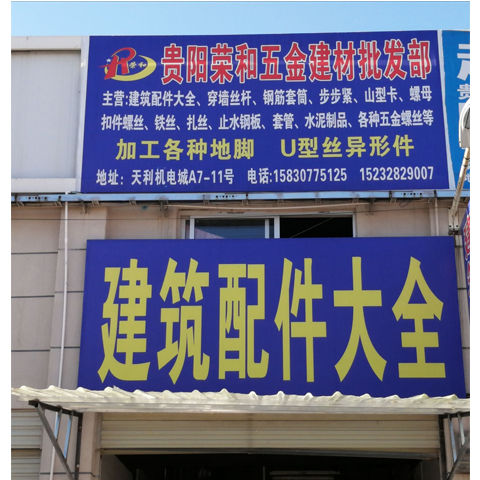 荣和
贵阳荣和五金建材批发部
主营:建筑配件大全、穿墙丝杆、钢筋套筒、步步紧、山型卡、螺母
扣件螺丝、铁丝、扎丝、止水钢板、套管、水泥制品、各种五金螺丝等
加工各种地脚 U型丝异形件
地址：天利机电城A7-11号 电话:15830775125 15232829007
建筑配件大全